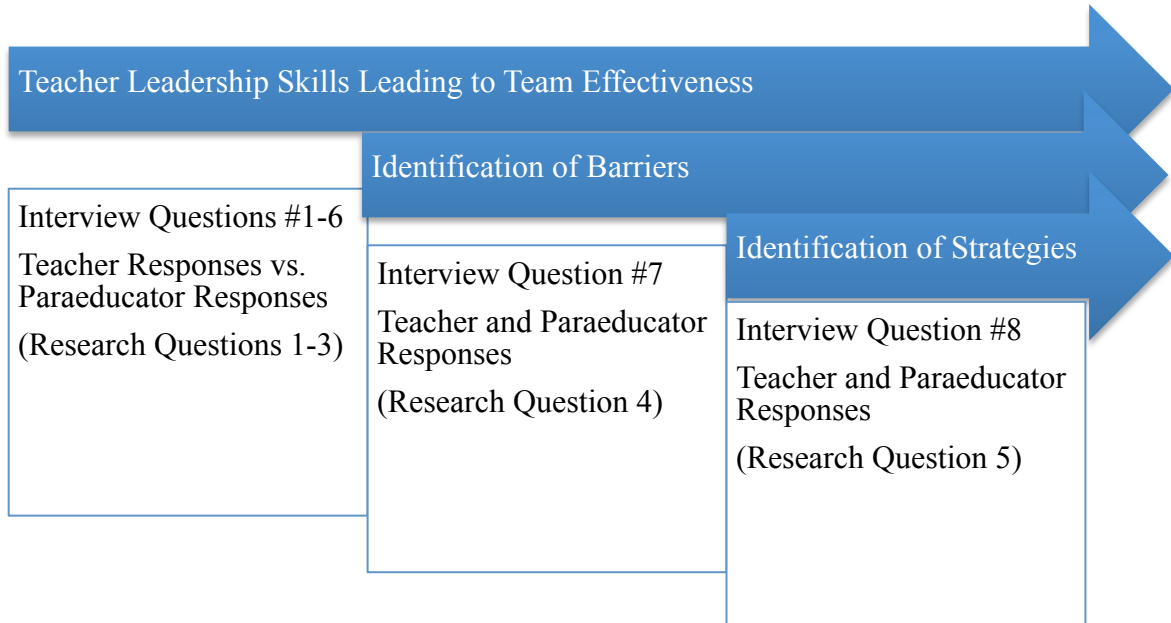 Teacher Leadership Skills Leading to Team Effectiveness
Identification of Barriers
Identification of Strategies
Interview Questions #1-6
Teacher Responses vs.
Paraeducator Responses
(Research Questions 1-3)
Interview Question #7
Teacher and Paraeducator
Responses
(Research Question 4)
Interview Question #8
Teacher and Paraeducator
Responses
(Research Question 5)